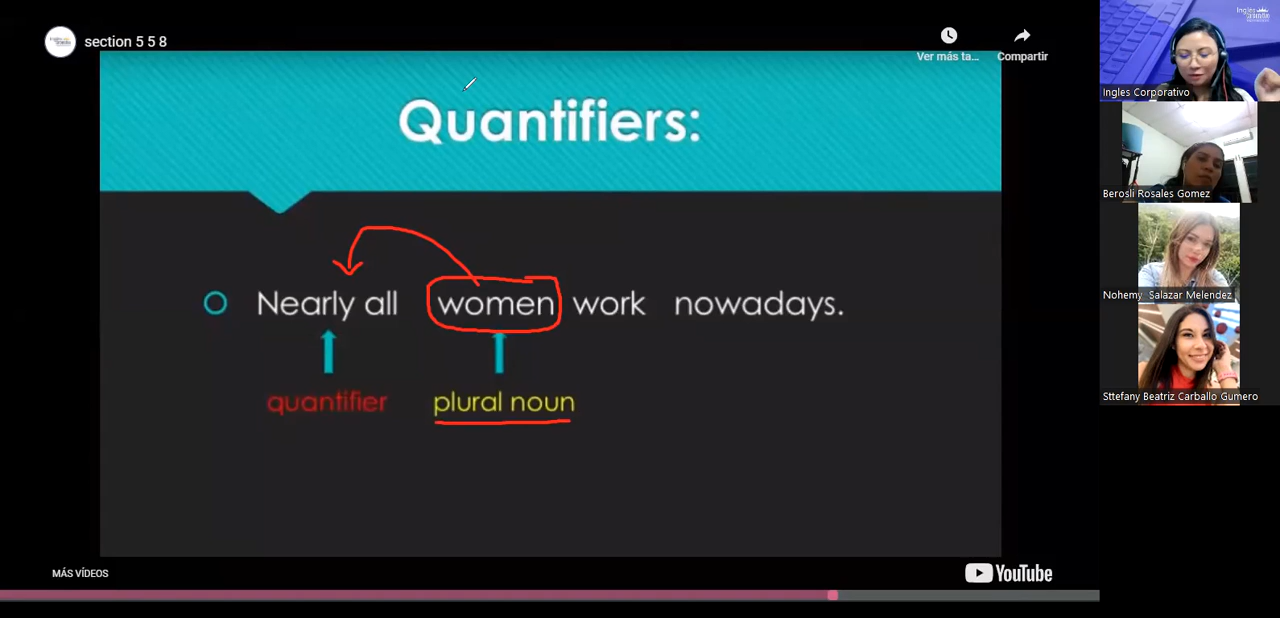 section 5 5 8
Ver más ta...
Compartir
Quantifiers:
Nearly all women work nowadays.
quantifier
plural noun
MÁS VÍDEOS
YouTube
Ingles Corporativo
Berosli Rosales Gomez
Nohemy Salazar Melendez
Sttefany Beatriz Carballo Gumero